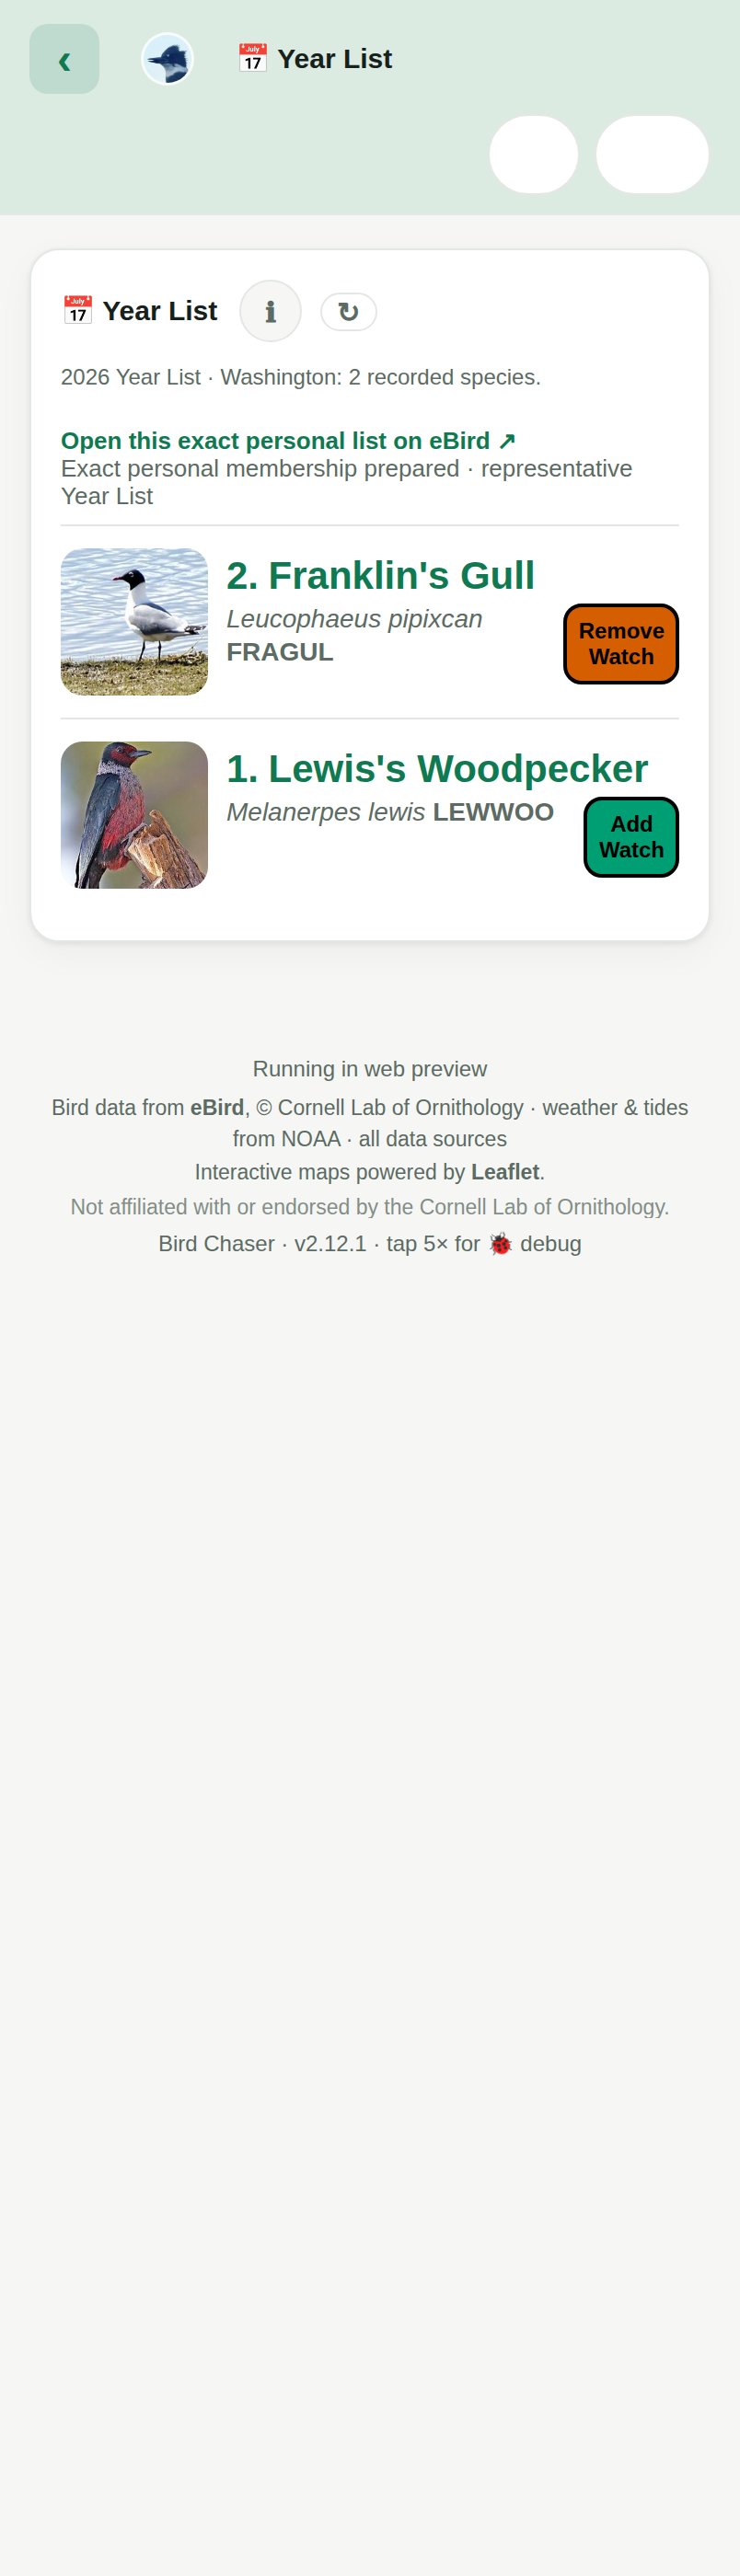 ‹ July 17 Year List
July 17 Year List ℹ ↻
2026 Year List · Washington: 2 recorded species.
Open this exact personal list on eBird ↗
Exact personal membership prepared · representative
Year List
2. Franklin's Gull
Leucophaeus pipixcan
FRAGUL
Remove
Watch
1. Lewis's Woodpecker
Melanerpes lewis LEWWOO
Add
Watch
Running in web preview
Bird data from eBird, © Cornell Lab of Ornithology · weather & tides
from NOAA · all data sources
Interactive maps powered by Leaflet.
Not affiliated with or endorsed by the Cornell Lab of Ornithology.
Bird Chaser · v2.12.1 · tap 5× for 🐞 debug